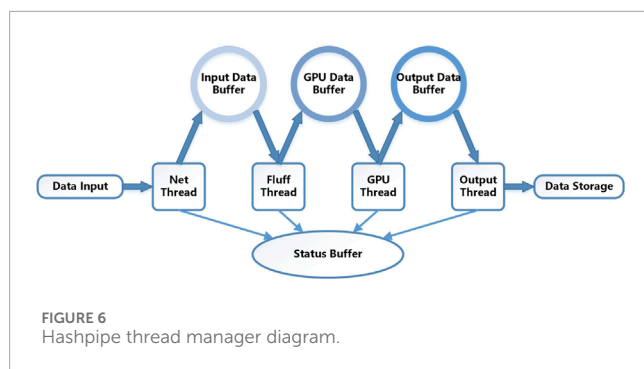 Input Data
Buffer
GPU Data
Buffer
Output Data
Buffer
Data Input
Net
Thread
Fluff
Thread
GPU
Thread
Output
Thread
Data Storage
Status Buffer
FIGURE 6
Hashpipe thread manager diagram.